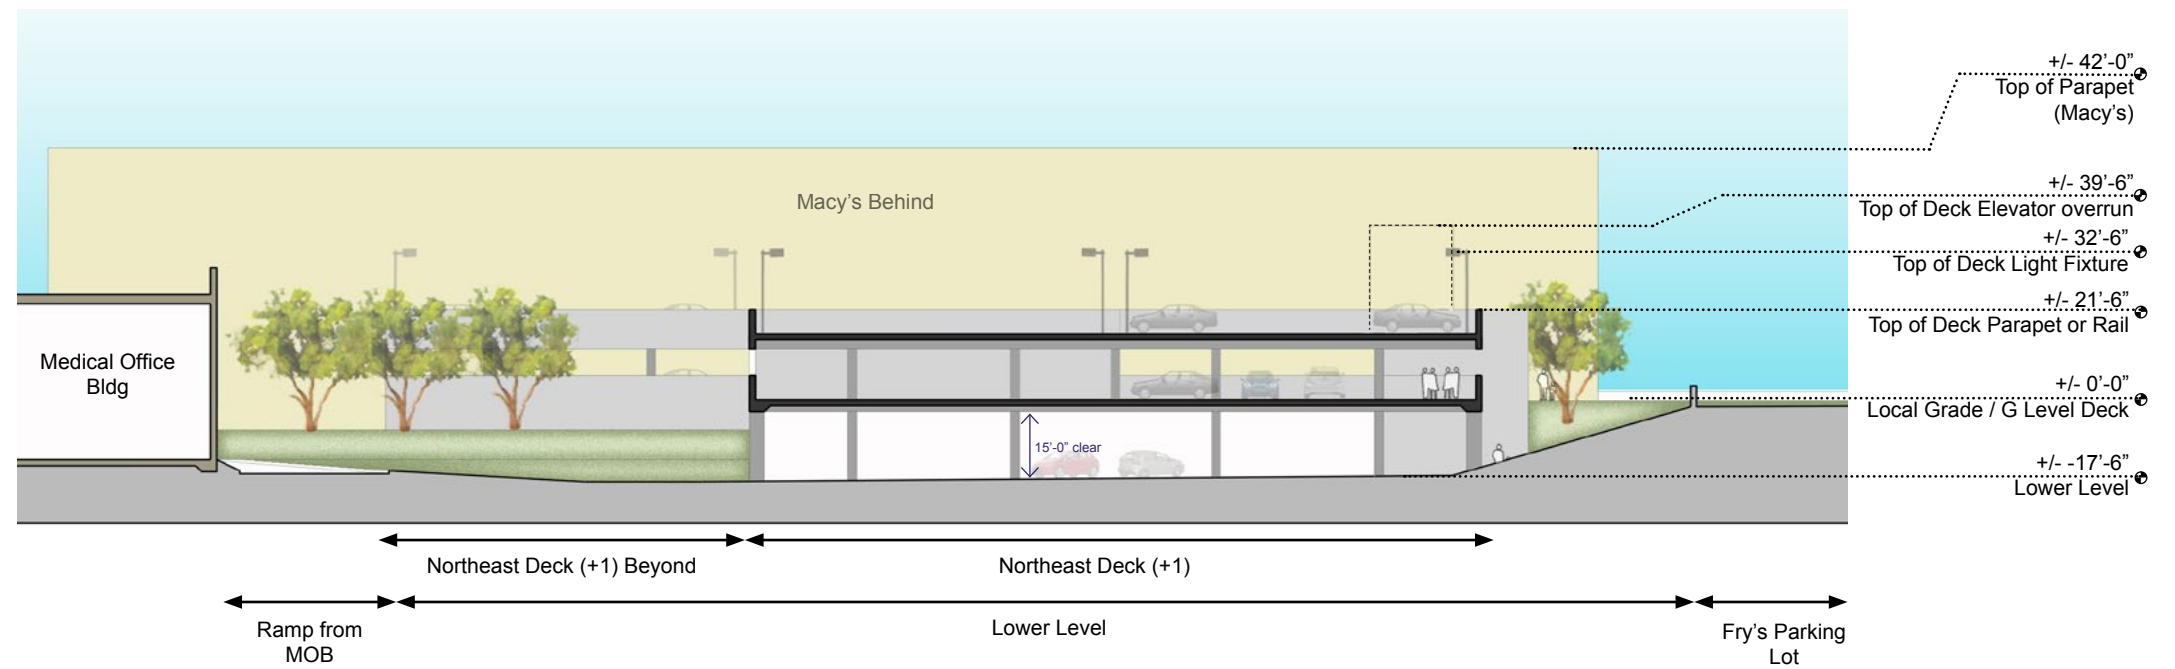 +/- 42’-0”
Top of Parapet
(Macy’s)
+/- 39’-6”
Macy’s Behind
Top of Deck Elevator overrun
+/- 32’-6”
Top of Deck Light Fixture
+/- 21’-6”
Top of Deck Parapet or Rail
Medical Office
Bldg
+/- 0’-0”
Local Grade / G Level Deck
15’-0” clear
+/- -17’-6”
Lower Level
Northeast Deck (+1) Beyond
Northeast Deck (+1)
Ramp from
MOB
Lower Level
Fry’s Parking
Lot